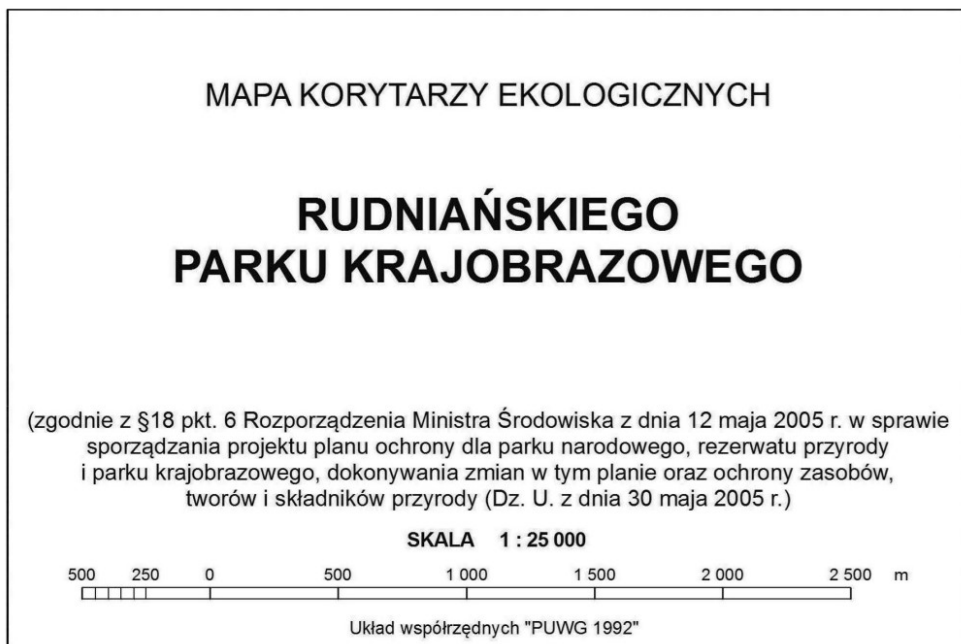 MAPA KORYTARZY EKOLOGICZNYCH
RUDNIAŃSKIEGO
PARKU KRAJOBRAZOWEGO
(zgodnie z §18 pkt. 6 Rozporządzenia Ministra Środowiska z dnia 12 maja 2005 r. w sprawie
sporządzania projektu planu ochrony dla parku narodowego, rezerwatu przyrody
i parku krajobrazowego, dokonywania zmian w tym planie oraz ochrony zasobów,
tworów i składników przyrody (Dz. U. z dnia 30 maja 2005 r.)
SKALA 1 : 25 000
500 250 0 500 1 000 1 500 2 000 2 500 m
Układ współrzędnych "PUWG 1992"